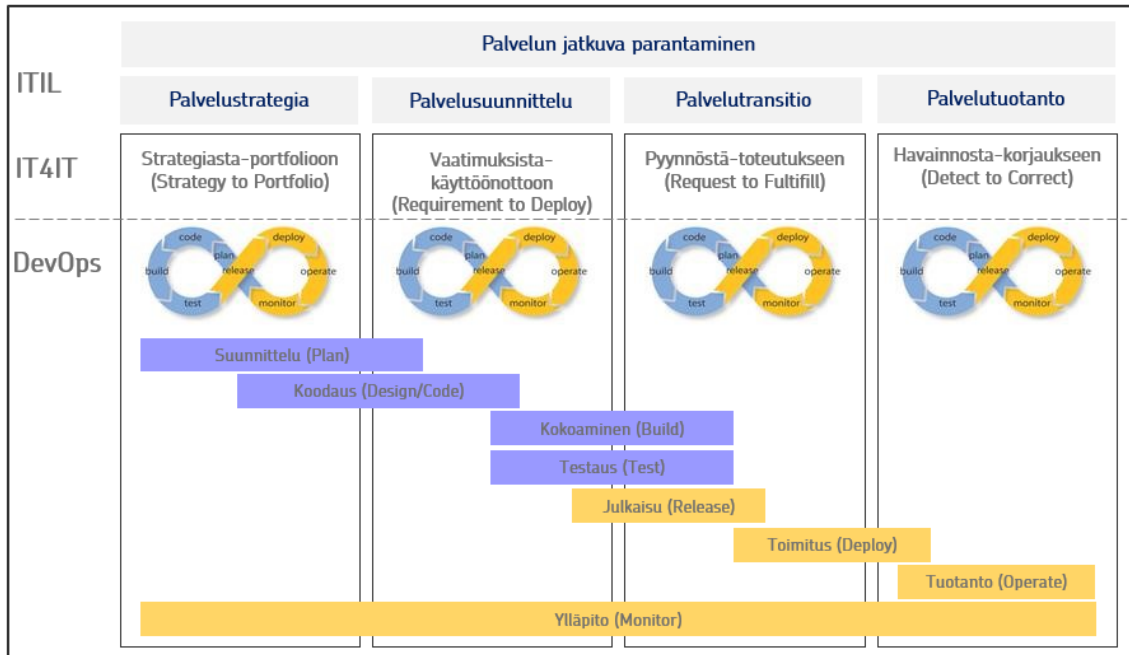 Palvelun jatkuva parantaminen
ITIL
Palvelustrategia
Palvelusuunnittelu
Palvelutransitio
Palvelutuotanto
IT4IT
Strategiasta-portfolioon
(Strategy to Portfolio)
Vaatimuksista-
käyttöönottoon
(Requirement to Deploy)
Pyynnöstä-toteutukseen
(Request to Fultifill)
Havainnosta-korjaukseen
(Detect to Correct)
DevOps
code
deploy
plan
build
release
operate
test
monitor
code
deploy
plan
build
release
operate
test
monitor
code
deploy
plan
build
release
operate
test
monitor
code
deploy
plan
build
release
operate
test
monitor
Suunnittelu (Plan)
Koodaus (Design/Code)
Kokoaminen (Build)
Testaus (Test)
Julkaisu (Release)
Toimitus (Deploy)
Tuotanto (Operate)
Ylläpito (Monitor)